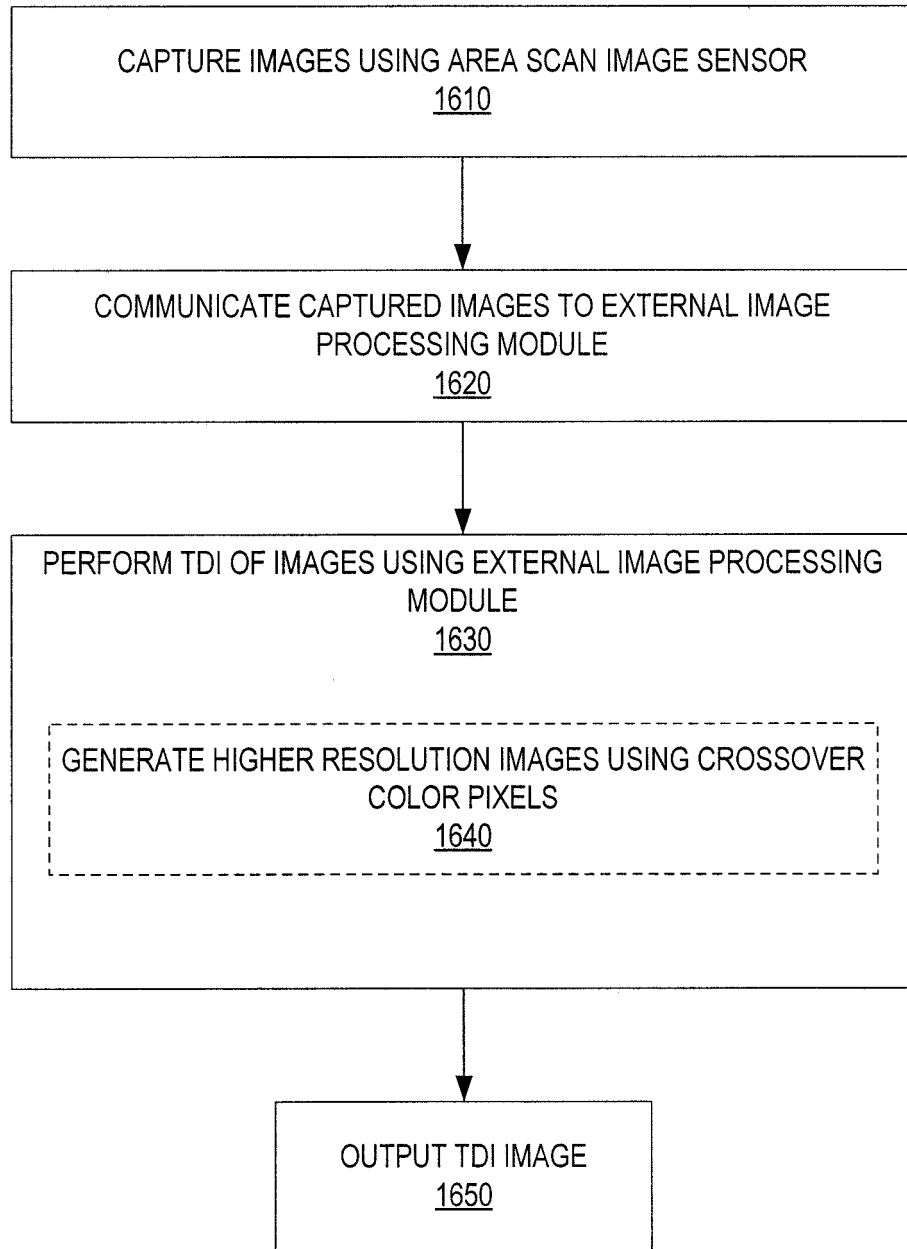 CAPTURE IMAGES USING AREA SCAN IMAGE SENSOR
1610
COMMUNICATE CAPTURED IMAGES TO EXTERNAL IMAGE
PROCESSING MODULE
1620
PERFORM TDI OF IMAGES USING EXTERNAL IMAGE PROCESSING
MODULE
1630
GENERATE HIGHER RESOLUTION IMAGES USING CROSSOVER
COLOR PIXELS
1640
OUTPUT TDI IMAGE
1650